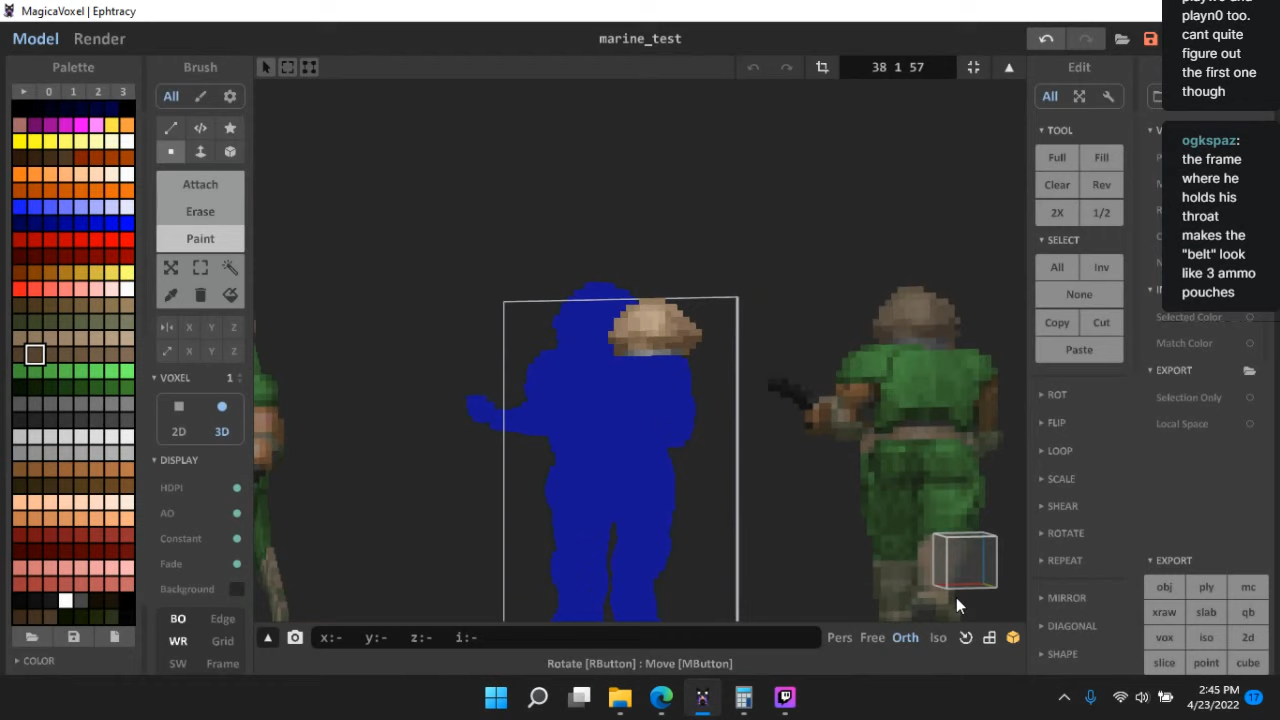 MagicaVoxel | Ephtracy
Model Render
marine_test
Palette
0 1 2 3
COLOR
Brush
All
Attach
Erase
Paint
X Y Z
X Y Z
VOXEL 1
2D 3D
DISPLAY
HDPI
AO
Constant
Fade
Background
BO Edge
WR Grid
SW Frame
38 1 57
x:- y:- z:- i:-
Pers Free Orth Iso
Rotate [RButton] : Move [MButton]
Edit
All
TOOL
Full Fill
Clear Rev
2X 1/2
SELECT
All Inv
None
Copy Cut
Paste
ROT
FLIP
LOOP
SCALE
SHEAR
ROTATE
REPEAT
MIRROR
DIAGONAL
SHAPE
playn0 too.
cant quite
figure out
the first one
though
ogkspaz:
the frame
where he
holds his
throat
makes the
"belt" look
like 3 ammo
pouches
Selected Color
Match Color
EXPORT
Selection Only
Local Space
EXPORT
obj ply mc
xraw slab qb
vox iso 2d
slice point cube
2:45 PM
4/23/2022
17